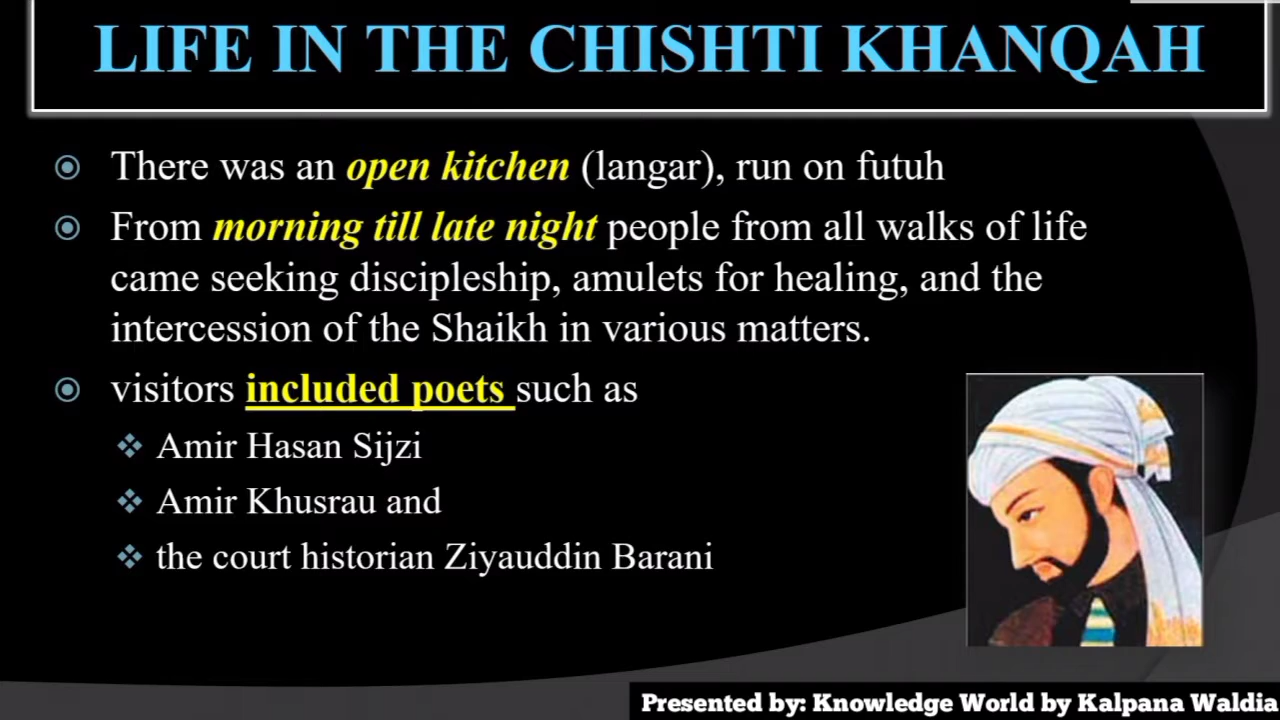 LIFE IN THE CHISHTI KHANQAH
There was an open kitchen (langar), run on futuh
From morning till late night people from all walks of life
came seeking discipleship, amulets for healing, and the
intercession of the Shaikh in various matters.
visitors included poets such as
Amir Hasan Sijzi
Amir Khusrau and
the court historian Ziyauddin Barani
Presented by: Knowledge World by Kalpana Waldia